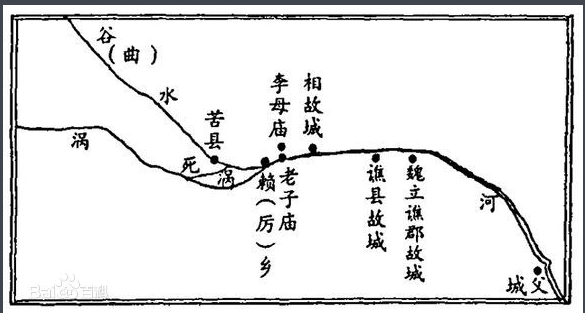 谷
(曲)
水
涡
苦县
死
涡
赖(厉)乡
李母庙
老子庙
相故城
谯县故城
魏立谯郡故城
河
城父
Bai百科